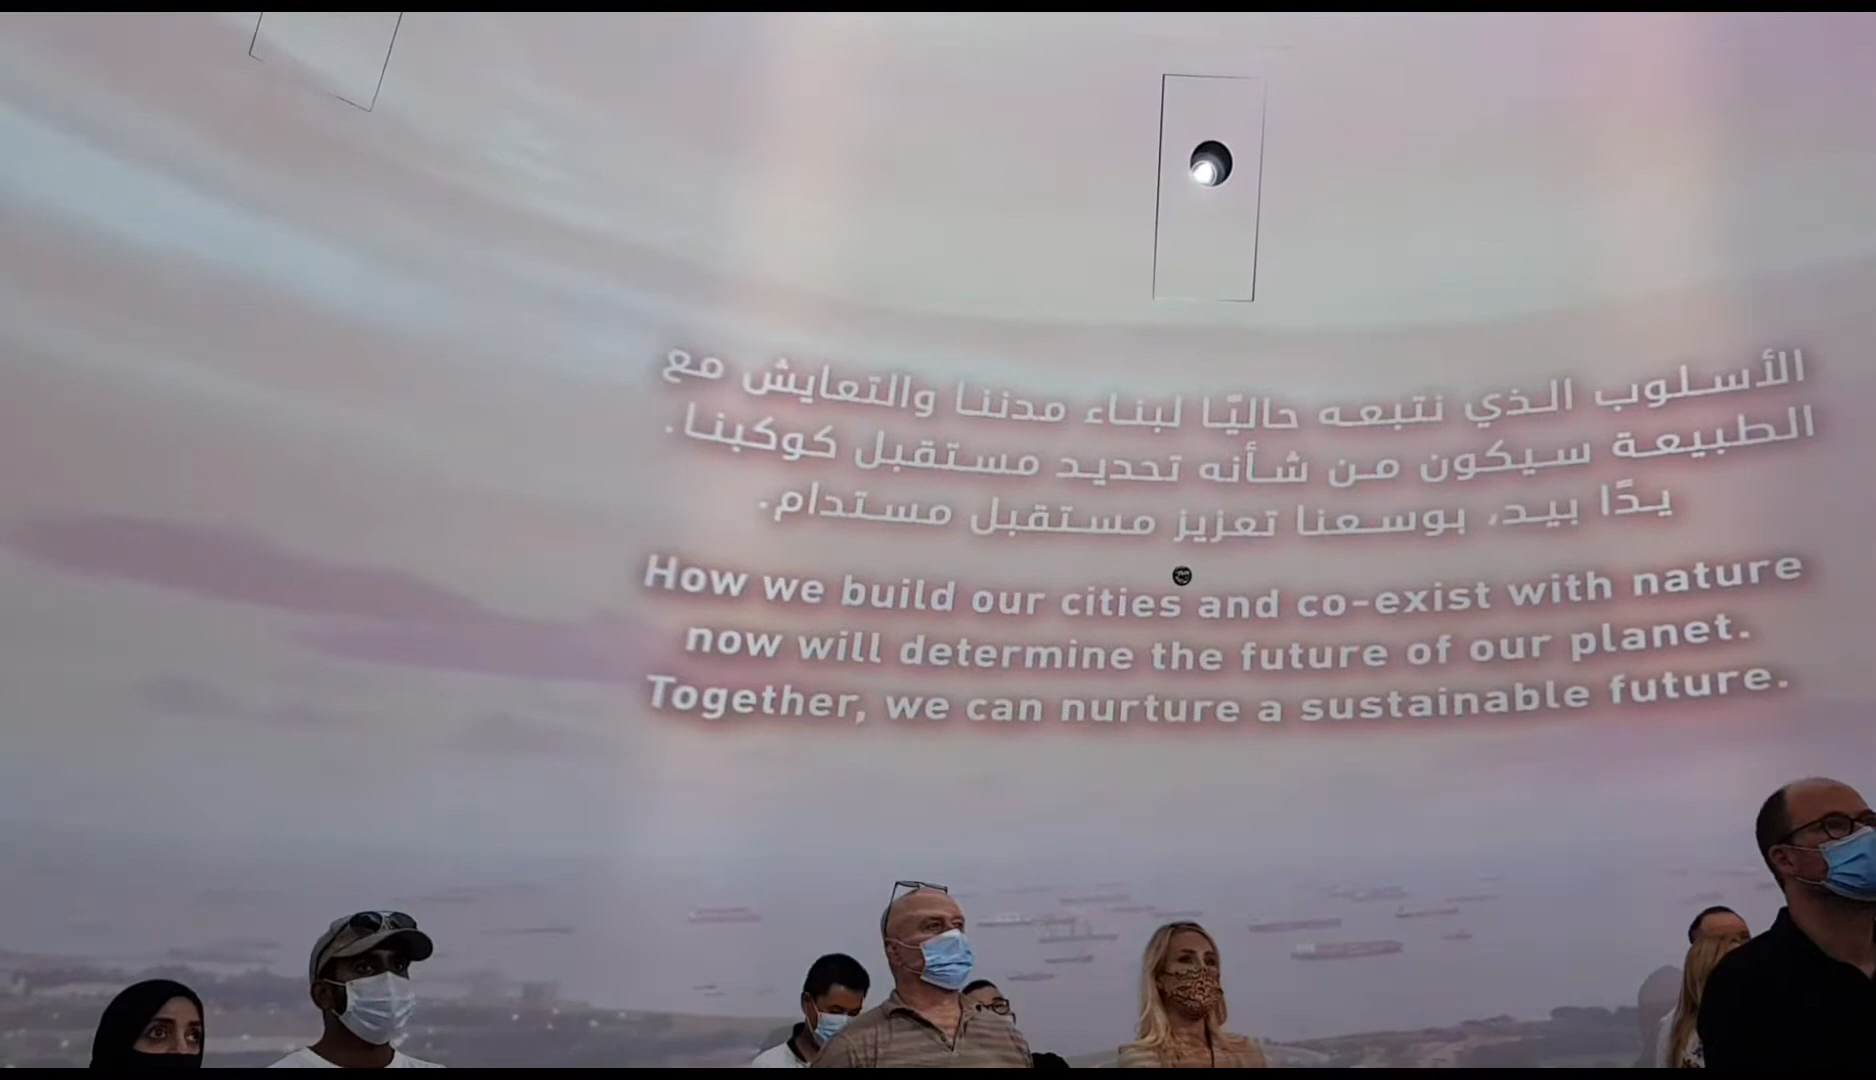 الأسلوب الذي نتبعه حاليًا لبناء مدننا والتعايش مع
الطبيعة سيكون من شأنه تحديد مستقبل كوكبنا.
يدًا بيد، بوسعنا تعزيز مستقبل مستدام.
How we build our cities and co-exist with nature
now will determine the future of our planet.
Together, we can nurture a sustainable future.